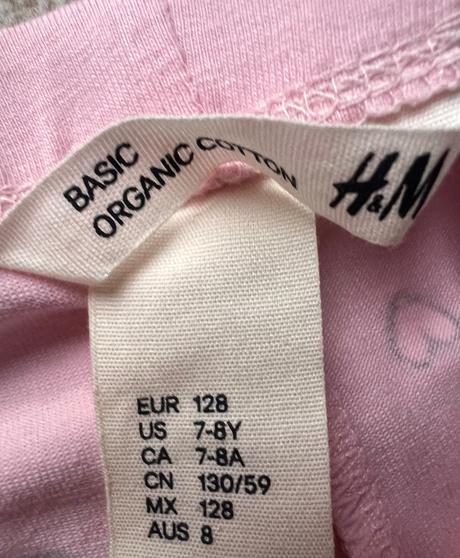 BASIC
ORGANIC COTTON
H&M
EUR 128
US 7-8Y
CA 7-8A
CN 130/59
MX 128
AUS 8